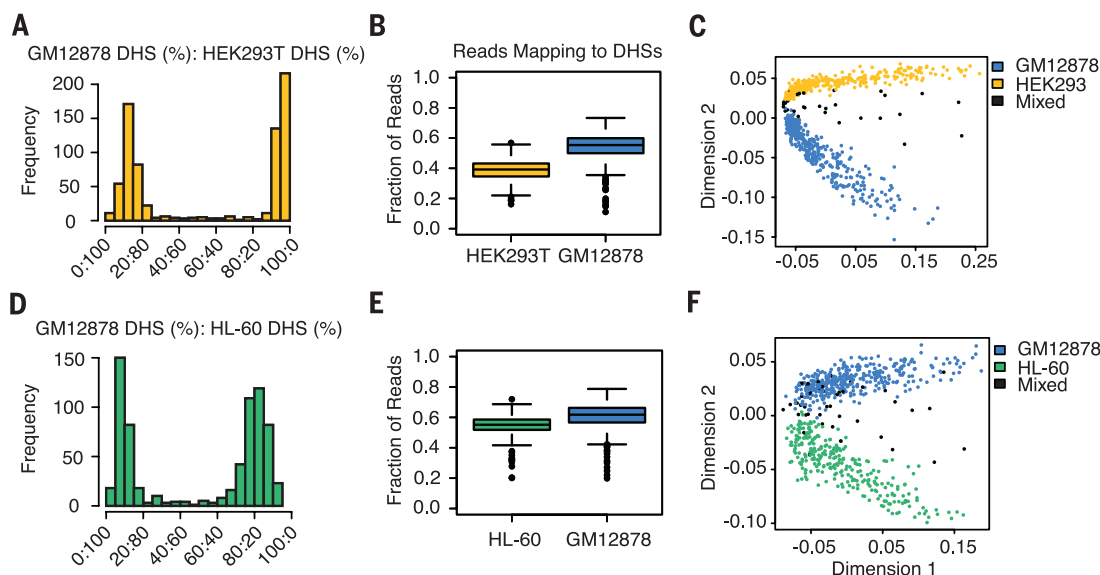 A
GM12878 DHS (%): HEK293T DHS (%)
Frequency
200
150
100
50
0
0:100
20:80
40:60
60:40
80:20
100:0
B
Reads Mapping to DHSs
Fraction of Reads
1.0
0.8
0.6
0.4
0.2
0.0
HEK293T
GM12878
C
Dimension 2
0.05
0.00
-0.05
-0.10
-0.15
-0.05
0.05
0.15
0.25
GM12878
HEK293
Mixed
D
GM12878 DHS (%): HL-60 DHS (%)
Frequency
150
100
50
0
0:100
20:80
40:60
60:40
80:20
100:0
E
Fraction of Reads
1.0
0.8
0.6
0.4
0.2
0.0
HL-60
GM12878
F
Dimension 2
0.05
0.00
-0.05
-0.10
-0.05
0.05
0.15
Dimension 1
GM12878
HL-60
Mixed